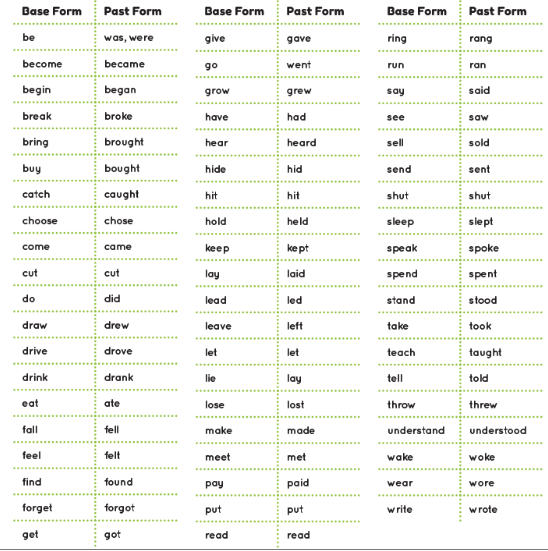 Base Form Past Form
be was, were
become became
begin began
break broke
bring brought
buy bought
catch caught
choose chose
come came
cut cut
do did
draw drew
drive drove
drink drank
eat ate
fall fell
feel felt
find found
forget forgot
get got
Base Form Past Form
give gave
go went
grow grew
have had
hear heard
hide hid
hit hit
hold held
keep kept
lay laid
lead led
leave left
let let
lie lay
lose lost
make made
meet met
pay paid
put put
read read
Base Form Past Form
ring rang
run ran
say said
see saw
sell sold
send sent
shut shut
sleep slept
speak spoke
spend spent
stand stood
take took
teach taught
tell told
throw threw
understand understood
wake woke
wear wore
write wrote